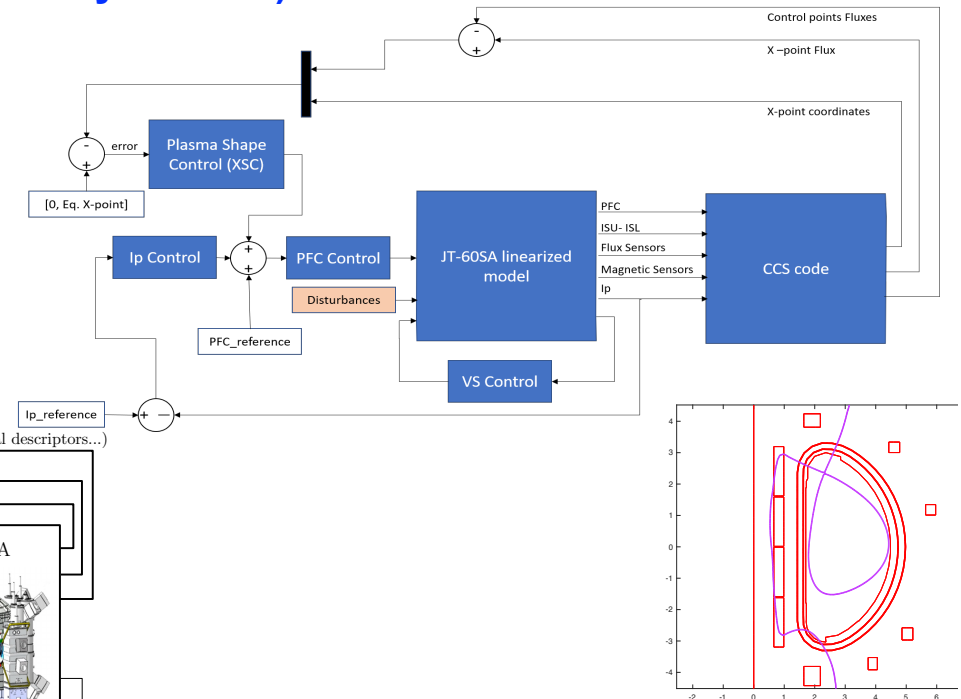 Control points Fluxes
-
+
X –point Flux
X-point coordinates
-
+
error
Plasma Shape
Control (XSC)
[0, Eq. X-point]
Ip Control
+
+
PFC Control
Disturbances
PFC_reference
JT-60SA linearized
model
PFC
ISU- ISL
Flux Sensors
Magnetic Sensors
Ip
CCS code
VS Control
Ip_reference
+ −
l descriptors...)
A
4
3
2
1
0
-1
-2
-3
-4
-2 -1 0 1 2 3 4 5 6